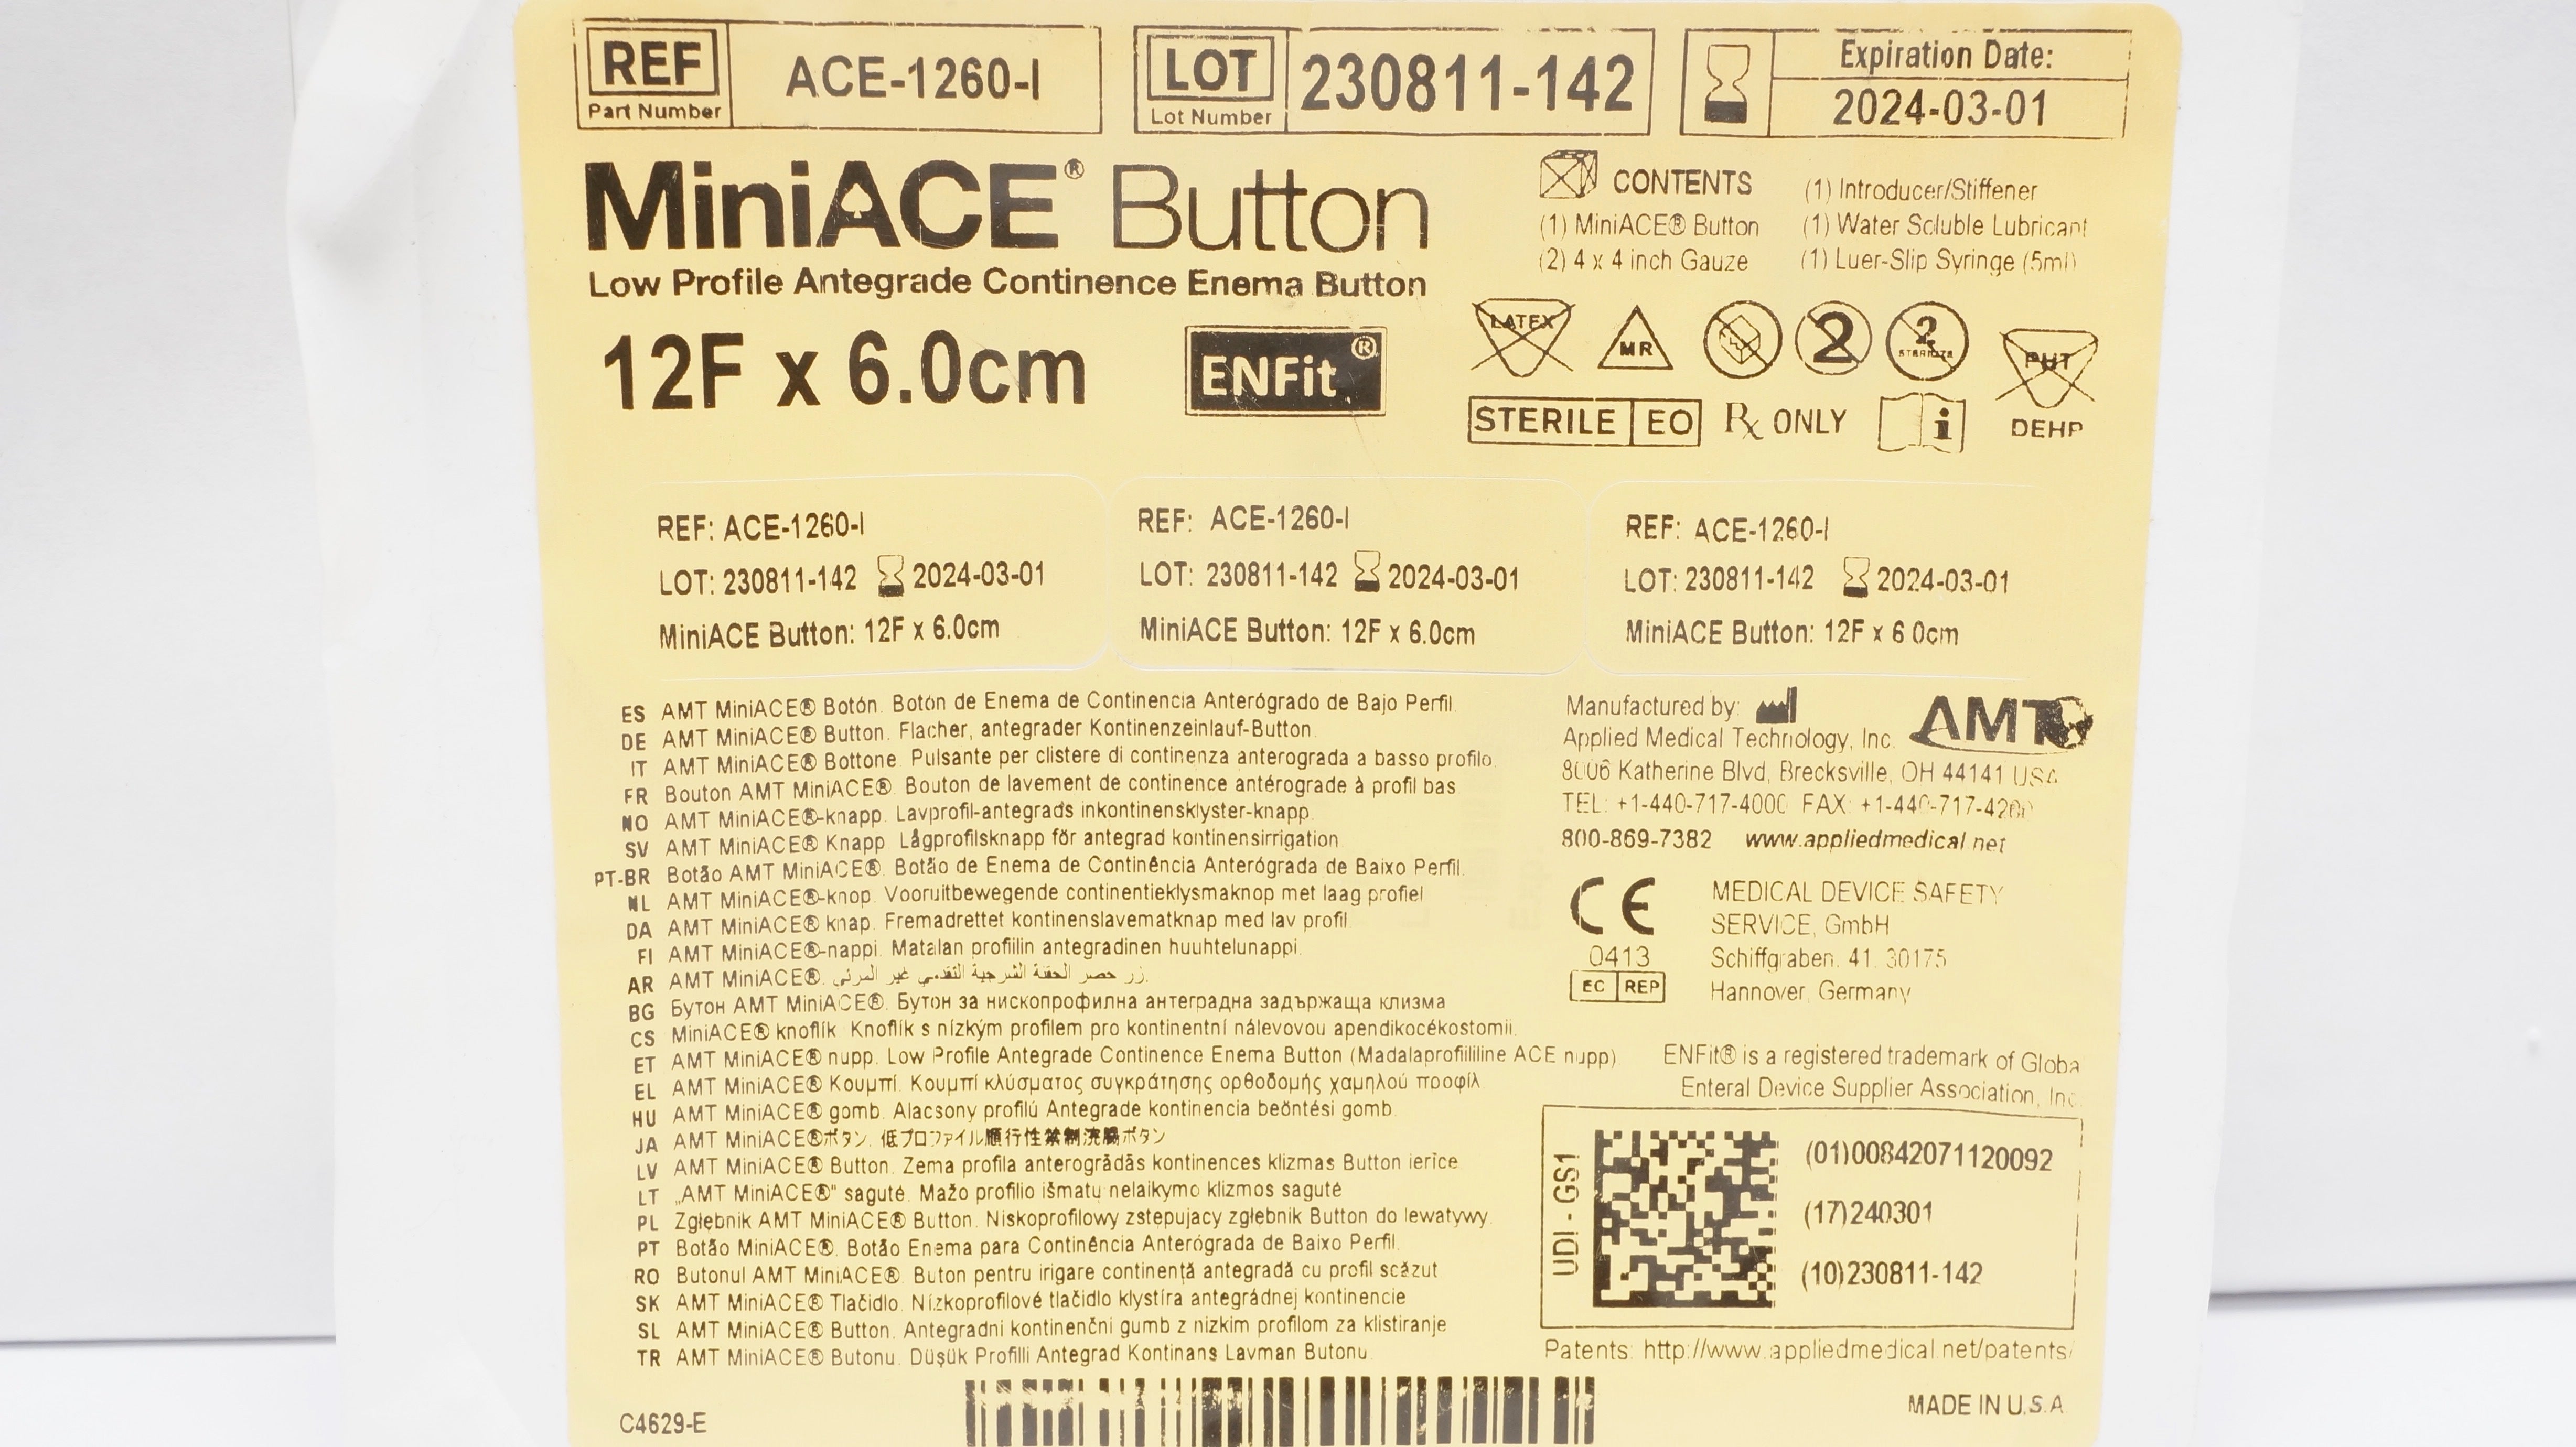 REF ACE-1260-I LOT 230811-142 Expiration Date:
Part Number Lot Number 2024-03-01
MiniACE® Button
Low Profile Antegrade Continence Enema Button
12F x 6.0cm ENFit®
CONTENTS (1) Introducer/Stiffener
(1) MiniACE® Button (1) Water Soluble Lubricant
(2) 4 x 4 inch Gauze (1) Luer-Slip Syringe (5ml)
LATEX MR 2 2 STERILIZE PHT
STERILE EO Rx ONLY i DEHP
REF: ACE-1260-I
LOT: 230811-142 2024-03-01
MiniACE Button: 12F x 6.0cm
REF: ACE-1260-I
LOT: 230811-142 2024-03-01
MiniACE Button: 12F x 6.0cm
REF: ACE-1260-I
LOT: 230811-142 2024-03-01
MiniACE Button: 12F x 6.0cm
ES AMT MiniACE® Botón. Botón de Enema de Continencia Anterógrado de Bajo Perfil
DE AMT MiniACE® Button. Flacher, antegrader Kontinenzeinlauf-Button
IT AMT MiniACE® Bottone. Pulsante per clistere di continenza anterograda a basso profilo.
FR Bouton AMT MiniACE®. Bouton de lavement de continence antérograde à profil bas
NO AMT MiniACE®-knapp. Lavprofil-antegrads inkontinensklyster-knapp.
SV AMT MiniACE® Knapp Lågprofilsknapp för antegrad kontinensirrigation
PT-BR Botão AMT MiniACE®. Botão de Enema de Continência Anterógrada de Baixo Perfil.
NL AMT MiniACE®-knop. Vooruitbewegende continentieklysmaknop met laag profiel
DA AMT MiniACE® knap. Fremadrettet kontinenslavematknap med lav profil
FI AMT MiniACE®-nappi. Matalan profiilin antegradinen huuhtelunappi.
AR AMT MiniACE®. زر حصر الحقنة الشرجية التقدمي غير المرئي.
BG Бутон AMT MiniACE®. Бутон за нископрофилна антеградна задържаща клизма
CS MiniACE® knoflík Knoflík s nízkým profilem pro kontinentní nálevovou apendikocékostomii.
ET AMT MiniACE® nupp. Low Profile Antegrade Continence Enema Button (Madalaprofiililine ACE nupp)
EL AMT MiniACE® Κουμπί. Κουμπί κλύσματος συγκράτησης ορθοδομής χαμηλού προφίλ
HU AMT MiniACE® gomb. Alacsony profilú Antegrade kontinencia beöntési gomb.
JA AMT MiniACE®ボタン. 低プロファイル順行性禁制浣腸ボタン
LV AMT MiniACE® Button. Zema profila anterogrādās kontinences klizmas Button ierīce
LT „AMT MiniACE®" sagutė. Mažo profilio išmatų nelaikymo klizmos sagutė
PL Zgłębnik AMT MiniACE® Button. Niskoprofilowy zstępujacy zgłębnik Button do lewatywy.
PT Botão MiniACE®. Botão Enema para Continência Anterógrada de Baixo Perfil.
RO Butonul AMT MiniACE®. Buton pentru irigare continență antegradă cu profil scăzut
SK AMT MiniACE® Tlačidlo. Nízkoprofilové tlačidlo klystíra antegrádnej kontinencie
SL AMT MiniACE® Button. Antegradni kontinenčni gumb z nizkim profilom za klistiranje
TR AMT MiniACE® Butonu. Düşük Profilli Antegrad Kontinans Lavman Butonu.
C4629-E
Manufactured by: AMT
Applied Medical Technology, Inc.
8006 Katherine Blvd, Brecksville, OH 44141 USA
TEL: +1-440-717-4000 FAX: +1-440-717-4200
800-869-7382 www.appliedmedical.net
CE MEDICAL DEVICE SAFETY
SERVICE, GmbH
0413 Schiffgraben. 41. 30175
EC REP Hannover, Germany
ENFit® is a registered trademark of Globa
Enteral Device Supplier Association, Inc.
UDI - GS1
(01)00842071120092
(17)240301
(10)230811-142
Patents: http://www.appliedmedical.net/patents/
MADE IN U.S.A